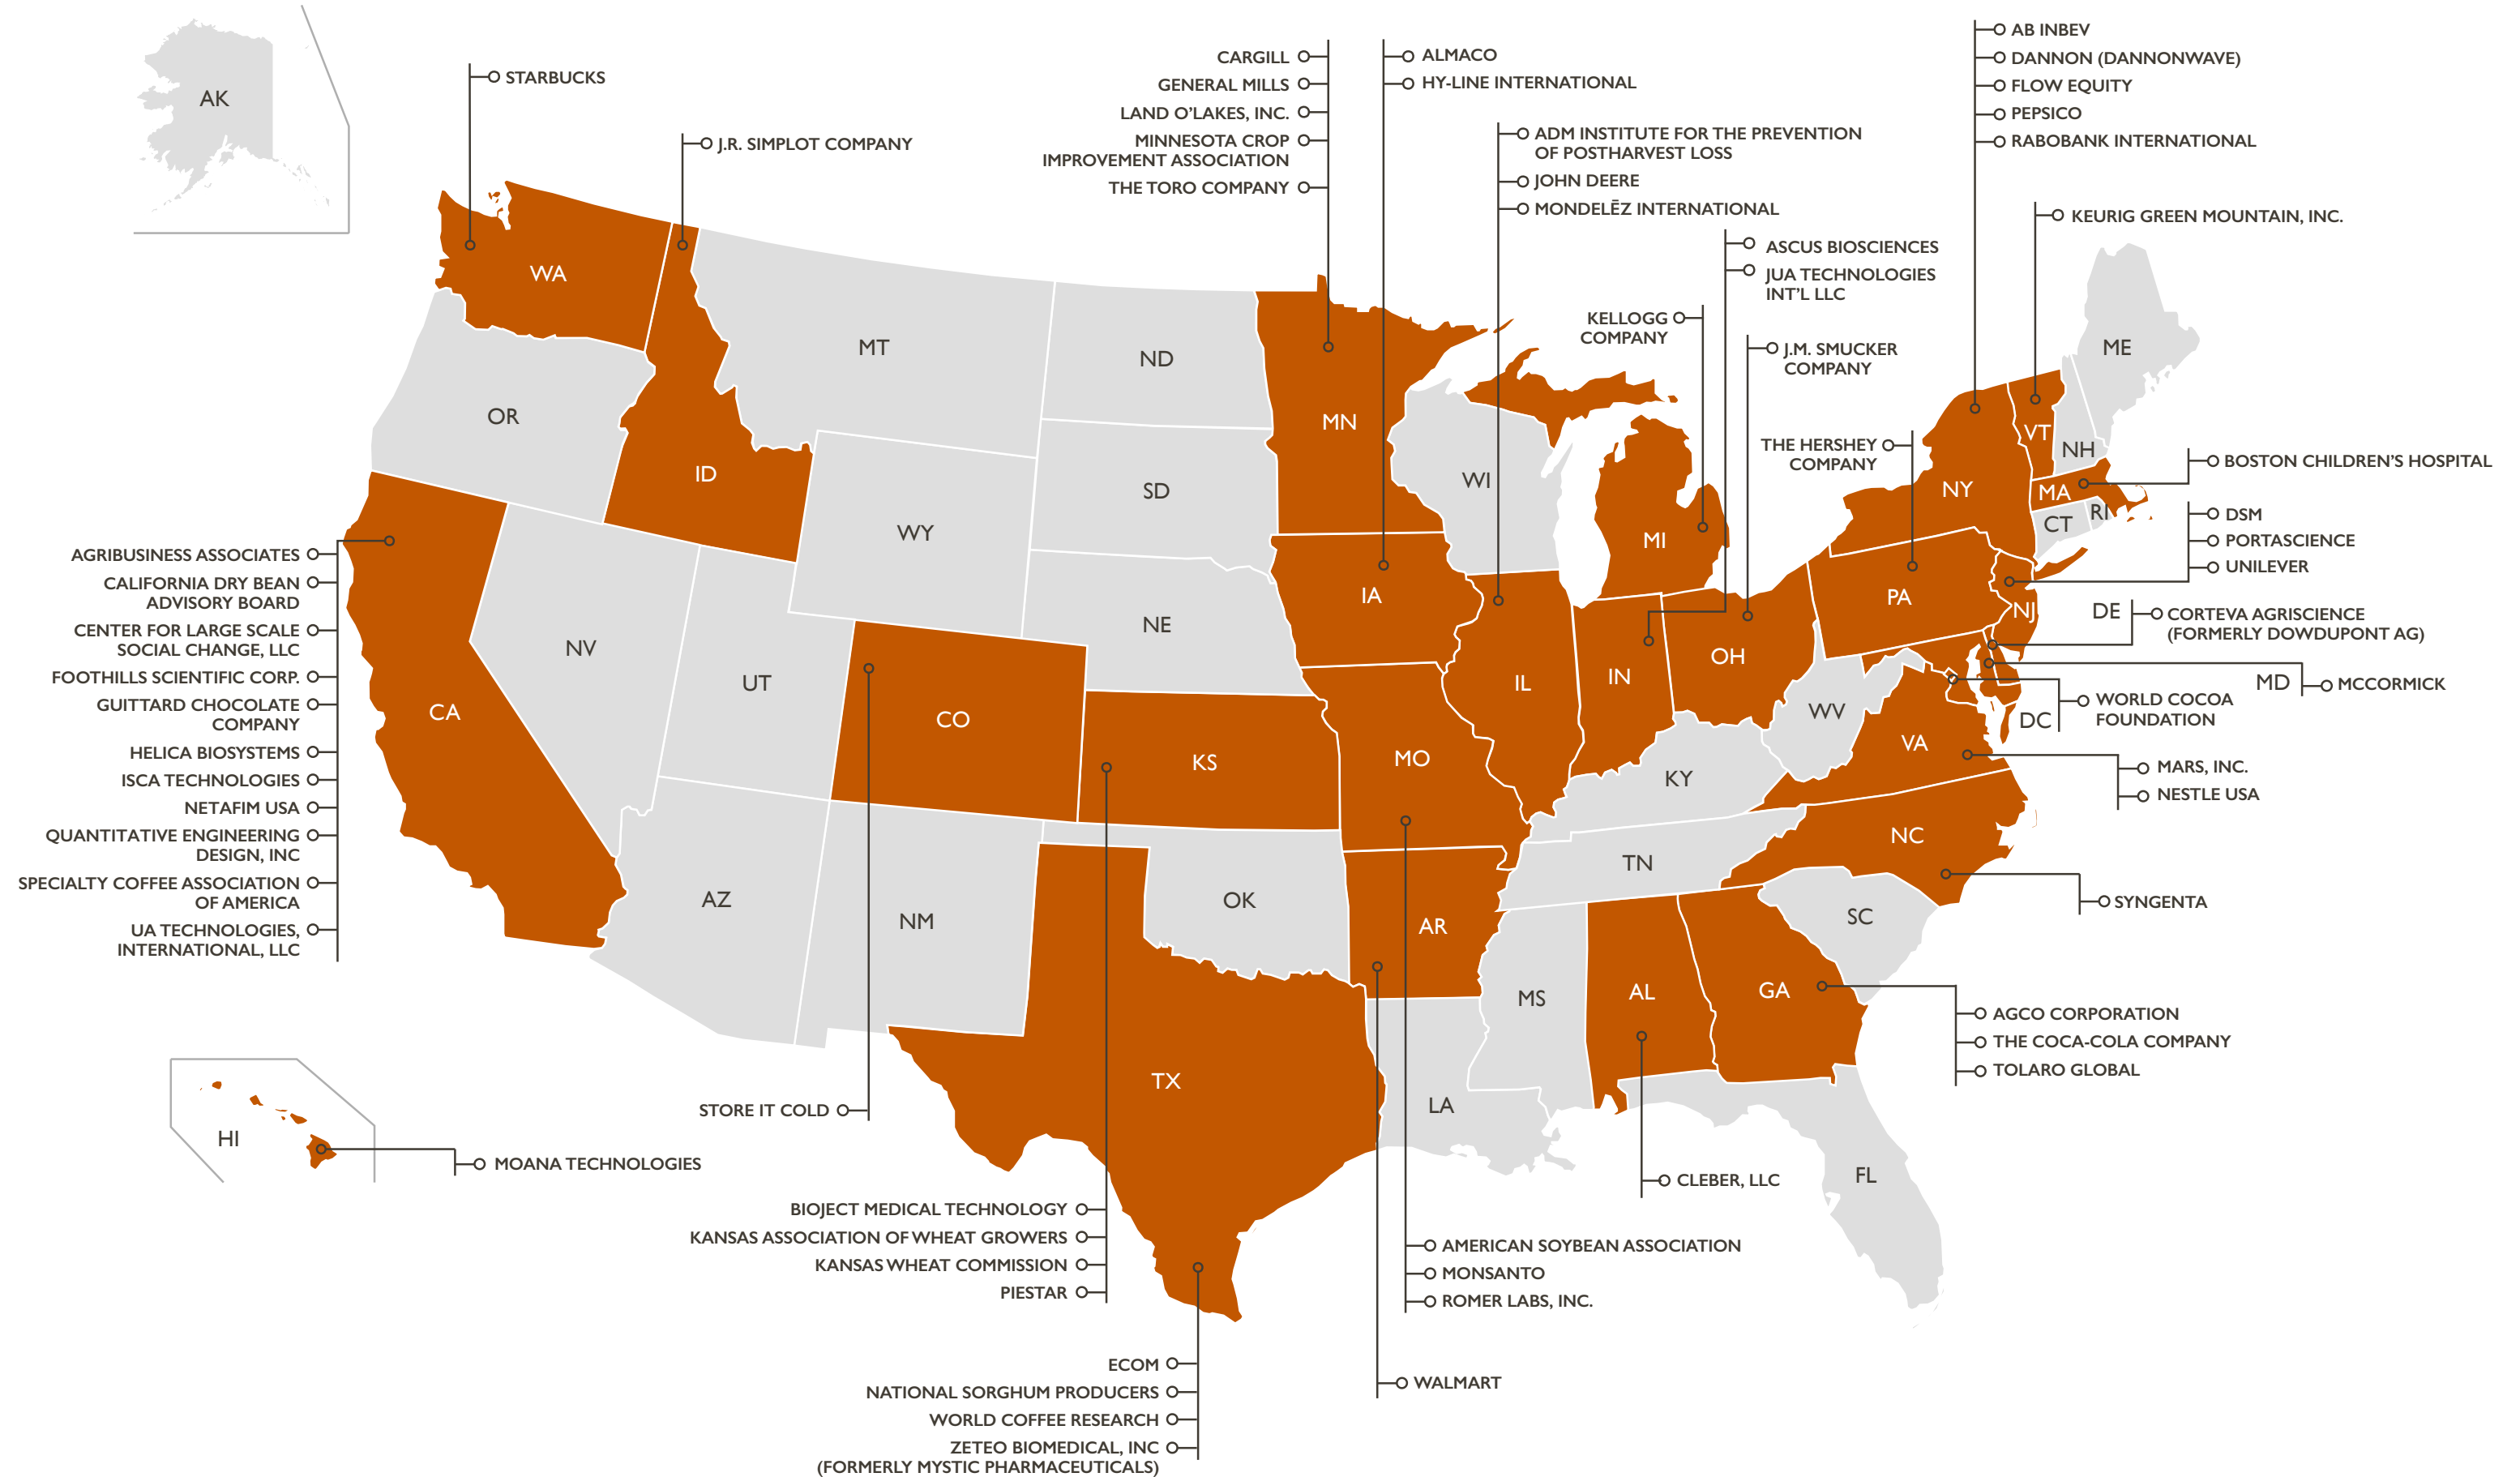 AK
STARBUCKS
J.R. SIMPLOT COMPANY
CARGILL
GENERAL MILLS
LAND O'LAKES, INC.
MINNESOTA CROP
IMPROVEMENT ASSOCIATION
THE TORO COMPANY
ALMACO
HY-LINE INTERNATIONAL
ADM INSTITUTE FOR THE PREVENTION
OF POSTHARVEST LOSS
JOHN DEERE
MONDELĒZ INTERNATIONAL
ASCUS BIOSCIENCES
JUA TECHNOLOGIES
INT'L LLC
KELLOGG
COMPANY
J.M. SMUCKER
COMPANY
AB INBEV
DANNON (DANNONWAVE)
FLOW EQUITY
PEPSICO
RABOBANK INTERNATIONAL
KEURIG GREEN MOUNTAIN, INC.
THE HERSHEY
COMPANY
BOSTON CHILDREN'S HOSPITAL
DSM
PORTASCIENCE
UNILEVER
DE
CORTEVA AGRISCIENCE
(FORMERLY DOWDUPONT AG)
MD
MCCORMICK
DC
WORLD COCOA
FOUNDATION
MARS, INC.
NESTLE USA
SYNGENTA
AGCO CORPORATION
THE COCA-COLA COMPANY
TOLARO GLOBAL
CLEBER, LLC
AMERICAN SOYBEAN ASSOCIATION
MONSANTO
ROMER LABS, INC.
WALMART
ECOM
NATIONAL SORGHUM PRODUCERS
WORLD COFFEE RESEARCH
ZETEO BIOMEDICAL, INC
(FORMERLY MYSTIC PHARMACEUTICALS)
BIOJECT MEDICAL TECHNOLOGY
KANSAS ASSOCIATION OF WHEAT GROWERS
KANSAS WHEAT COMMISSION
PIESTAR
STORE IT COLD
HI
MOANA TECHNOLOGIES
AGRIBUSINESS ASSOCIATES
CALIFORNIA DRY BEAN
ADVISORY BOARD
CENTER FOR LARGE SCALE
SOCIAL CHANGE, LLC
FOOTHILLS SCIENTIFIC CORP.
GUITTARD CHOCOLATE
COMPANY
HELICA BIOSYSTEMS
ISCA TECHNOLOGIES
NETAFIM USA
QUANTITATIVE ENGINEERING
DESIGN, INC
SPECIALTY COFFEE ASSOCIATION
OF AMERICA
UA TECHNOLOGIES,
INTERNATIONAL, LLC
WA
OR
ID
MT
ND
SD
WY
NE
NV
UT
CA
CO
KS
AZ
NM
OK
TX
MN
WI
MI
IA
IL
IN
OH
MO
KY
TN
AR
LA
MS
AL
GA
FL
SC
NC
VA
WV
PA
NJ
NY
VT
NH
ME
MA
CT
RI